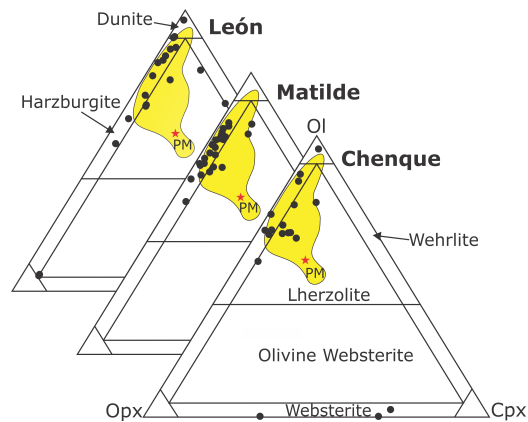 Dunite
León
Harzburgite
PM
Matilde
PM
Ol
Chenque
Wehrlite
PM
Lherzolite
Olivine Websterite
Opx
Websterite
Cpx